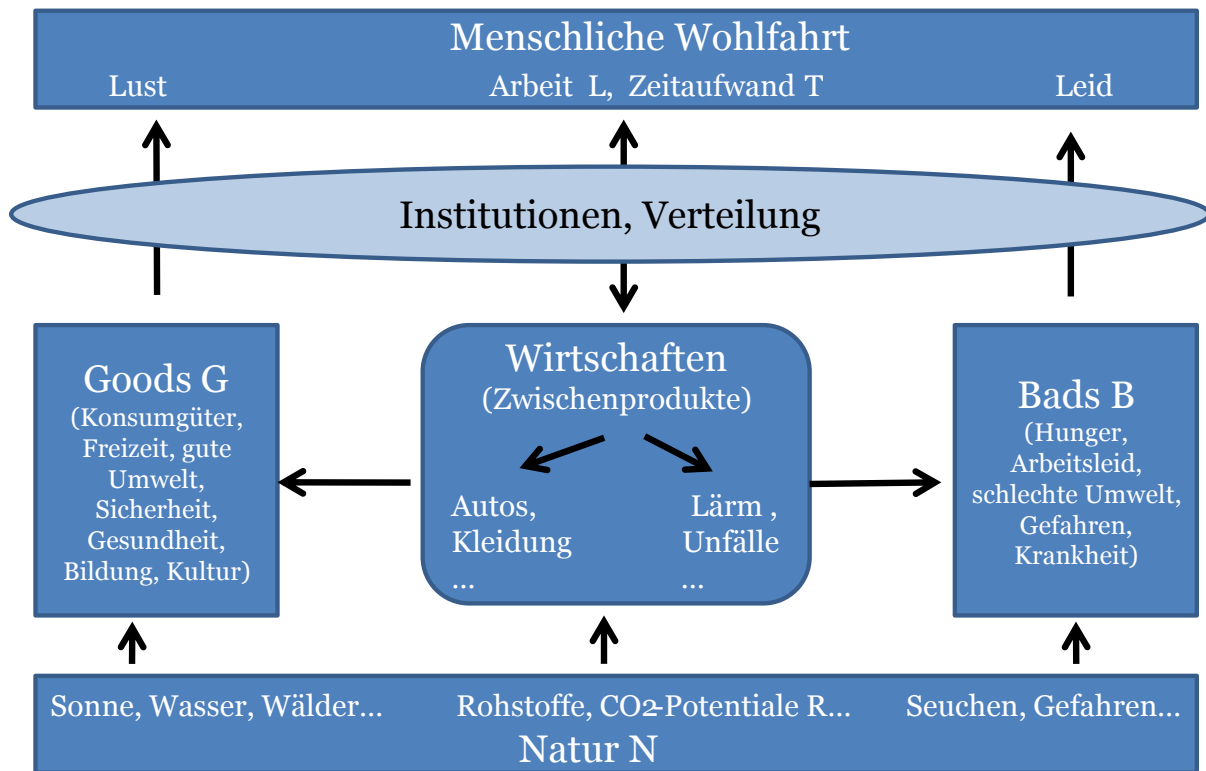 Menschliche Wohlfahrt
Lust
Arbeit L, Zeitaufwand T
Leid
Institutionen, Verteilung
Goods G
(Konsumgüter,
Freizeit, gute
Umwelt,
Sicherheit,
Gesundheit,
Bildung, Kultur)
Wirtschaften
(Zwischenprodukte)
Autos,
Kleidung
...
Lärm ,
Unfälle
...
Bads B
(Hunger,
Arbeitsleid,
schlechte Umwelt,
Gefahren,
Krankheit)
Sonne, Wasser, Wälder...
Rohstoffe, CO2-Potentiale R...
Seuchen, Gefahren...
Natur N